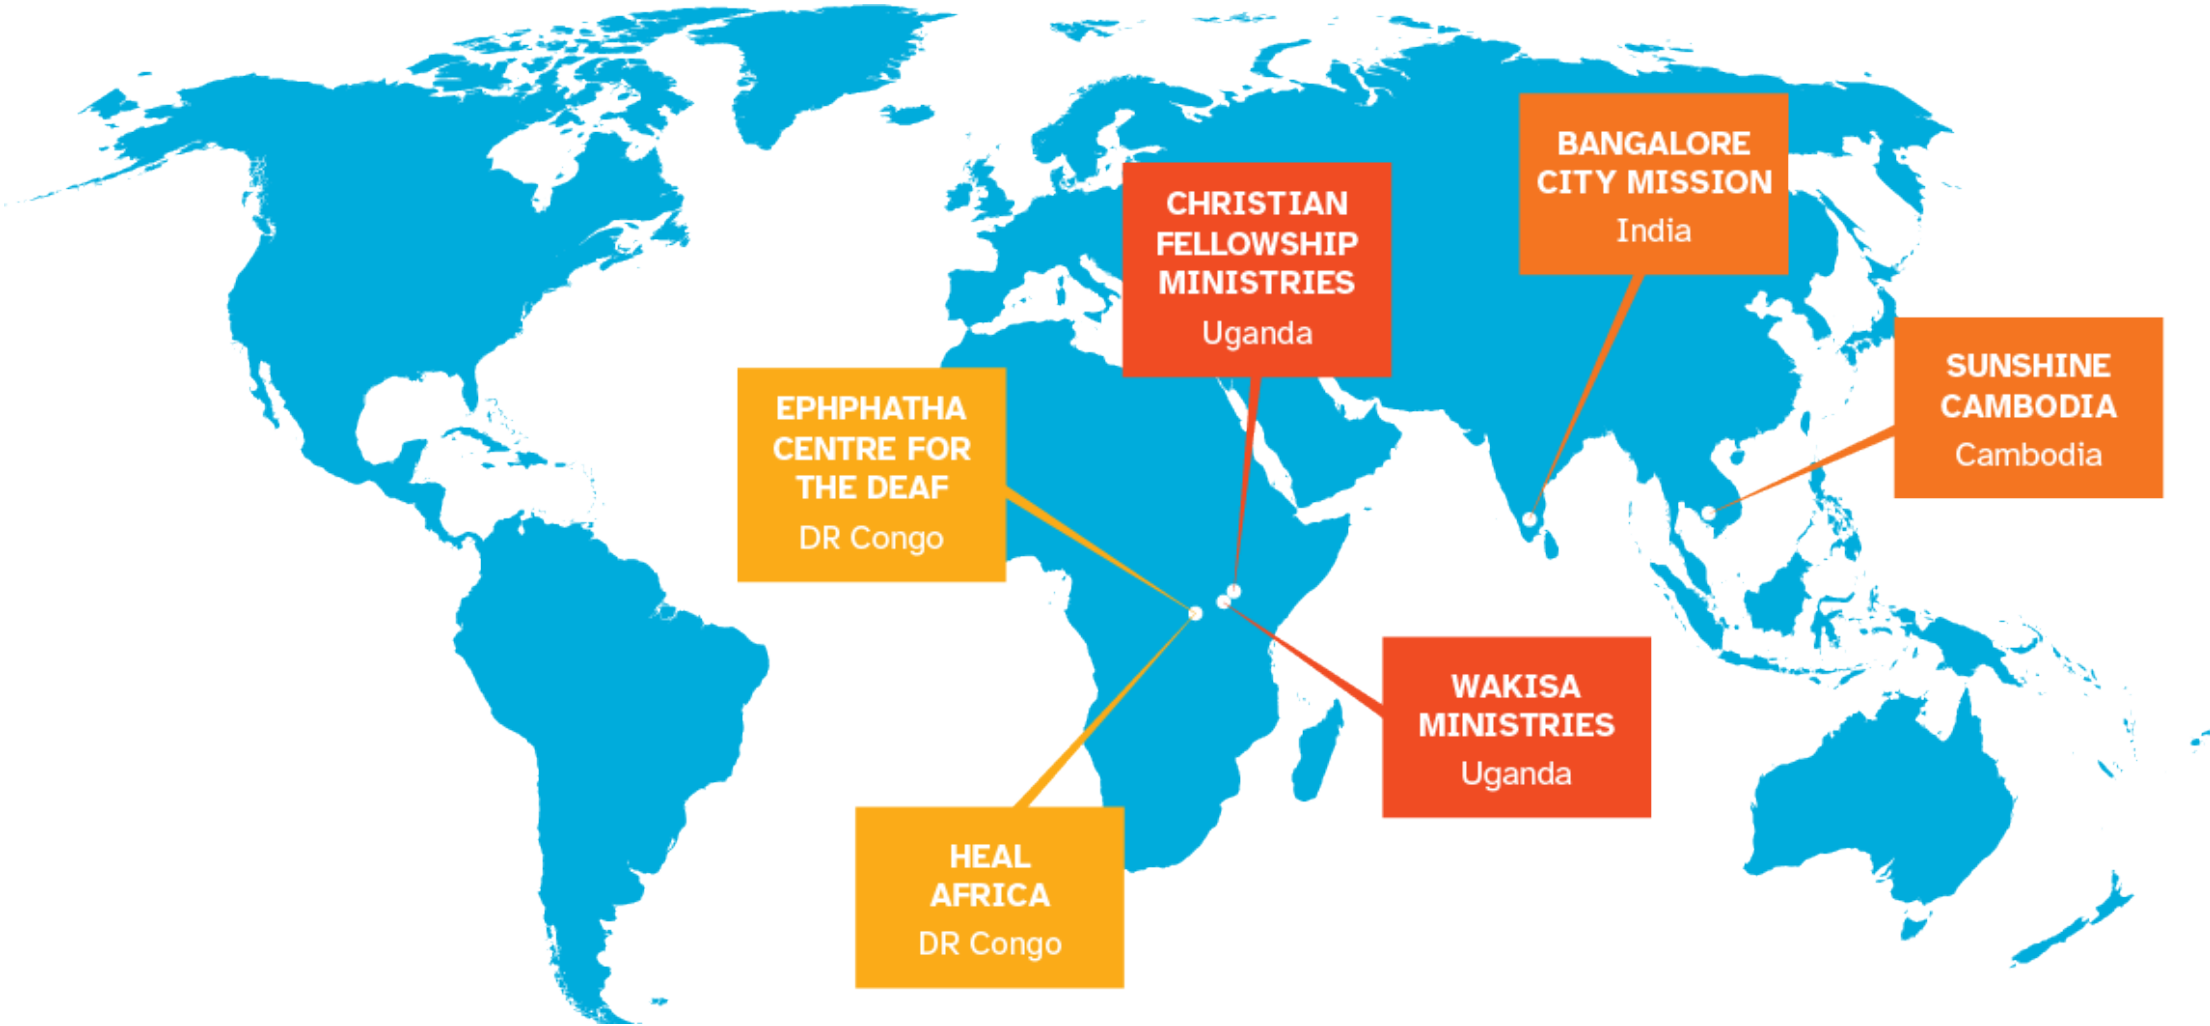 BANGALORE
CITY MISSION
India
CHRISTIAN
FELLOWSHIP
MINISTRIES
Uganda
SUNSHINE
CAMBODIA
Cambodia
EPHPHATHA
CENTRE FOR
THE DEAF
DR Congo
WAKISA
MINISTRIES
Uganda
HEAL
AFRICA
DR Congo